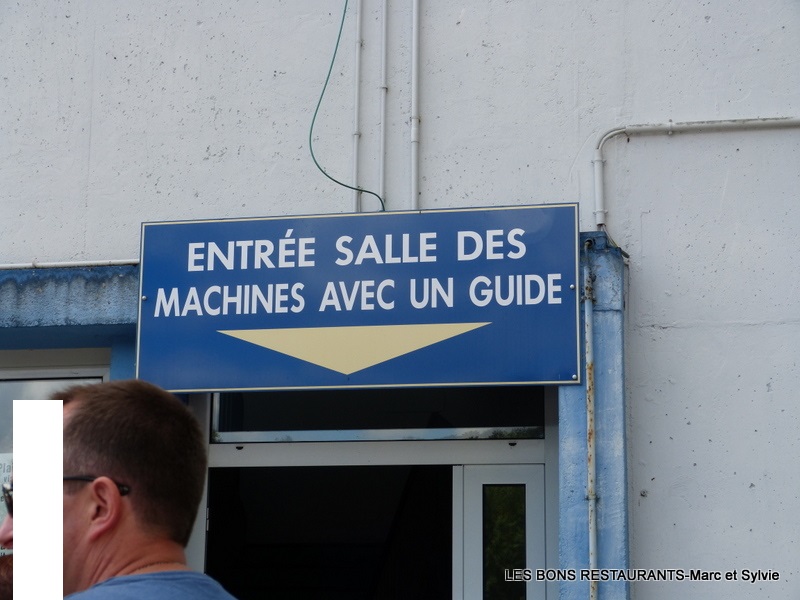 ENTRÉE SALLE DES
MACHINES AVEC UN GUIDE
LES BONS RESTAURANTS-Marc et Sylvie